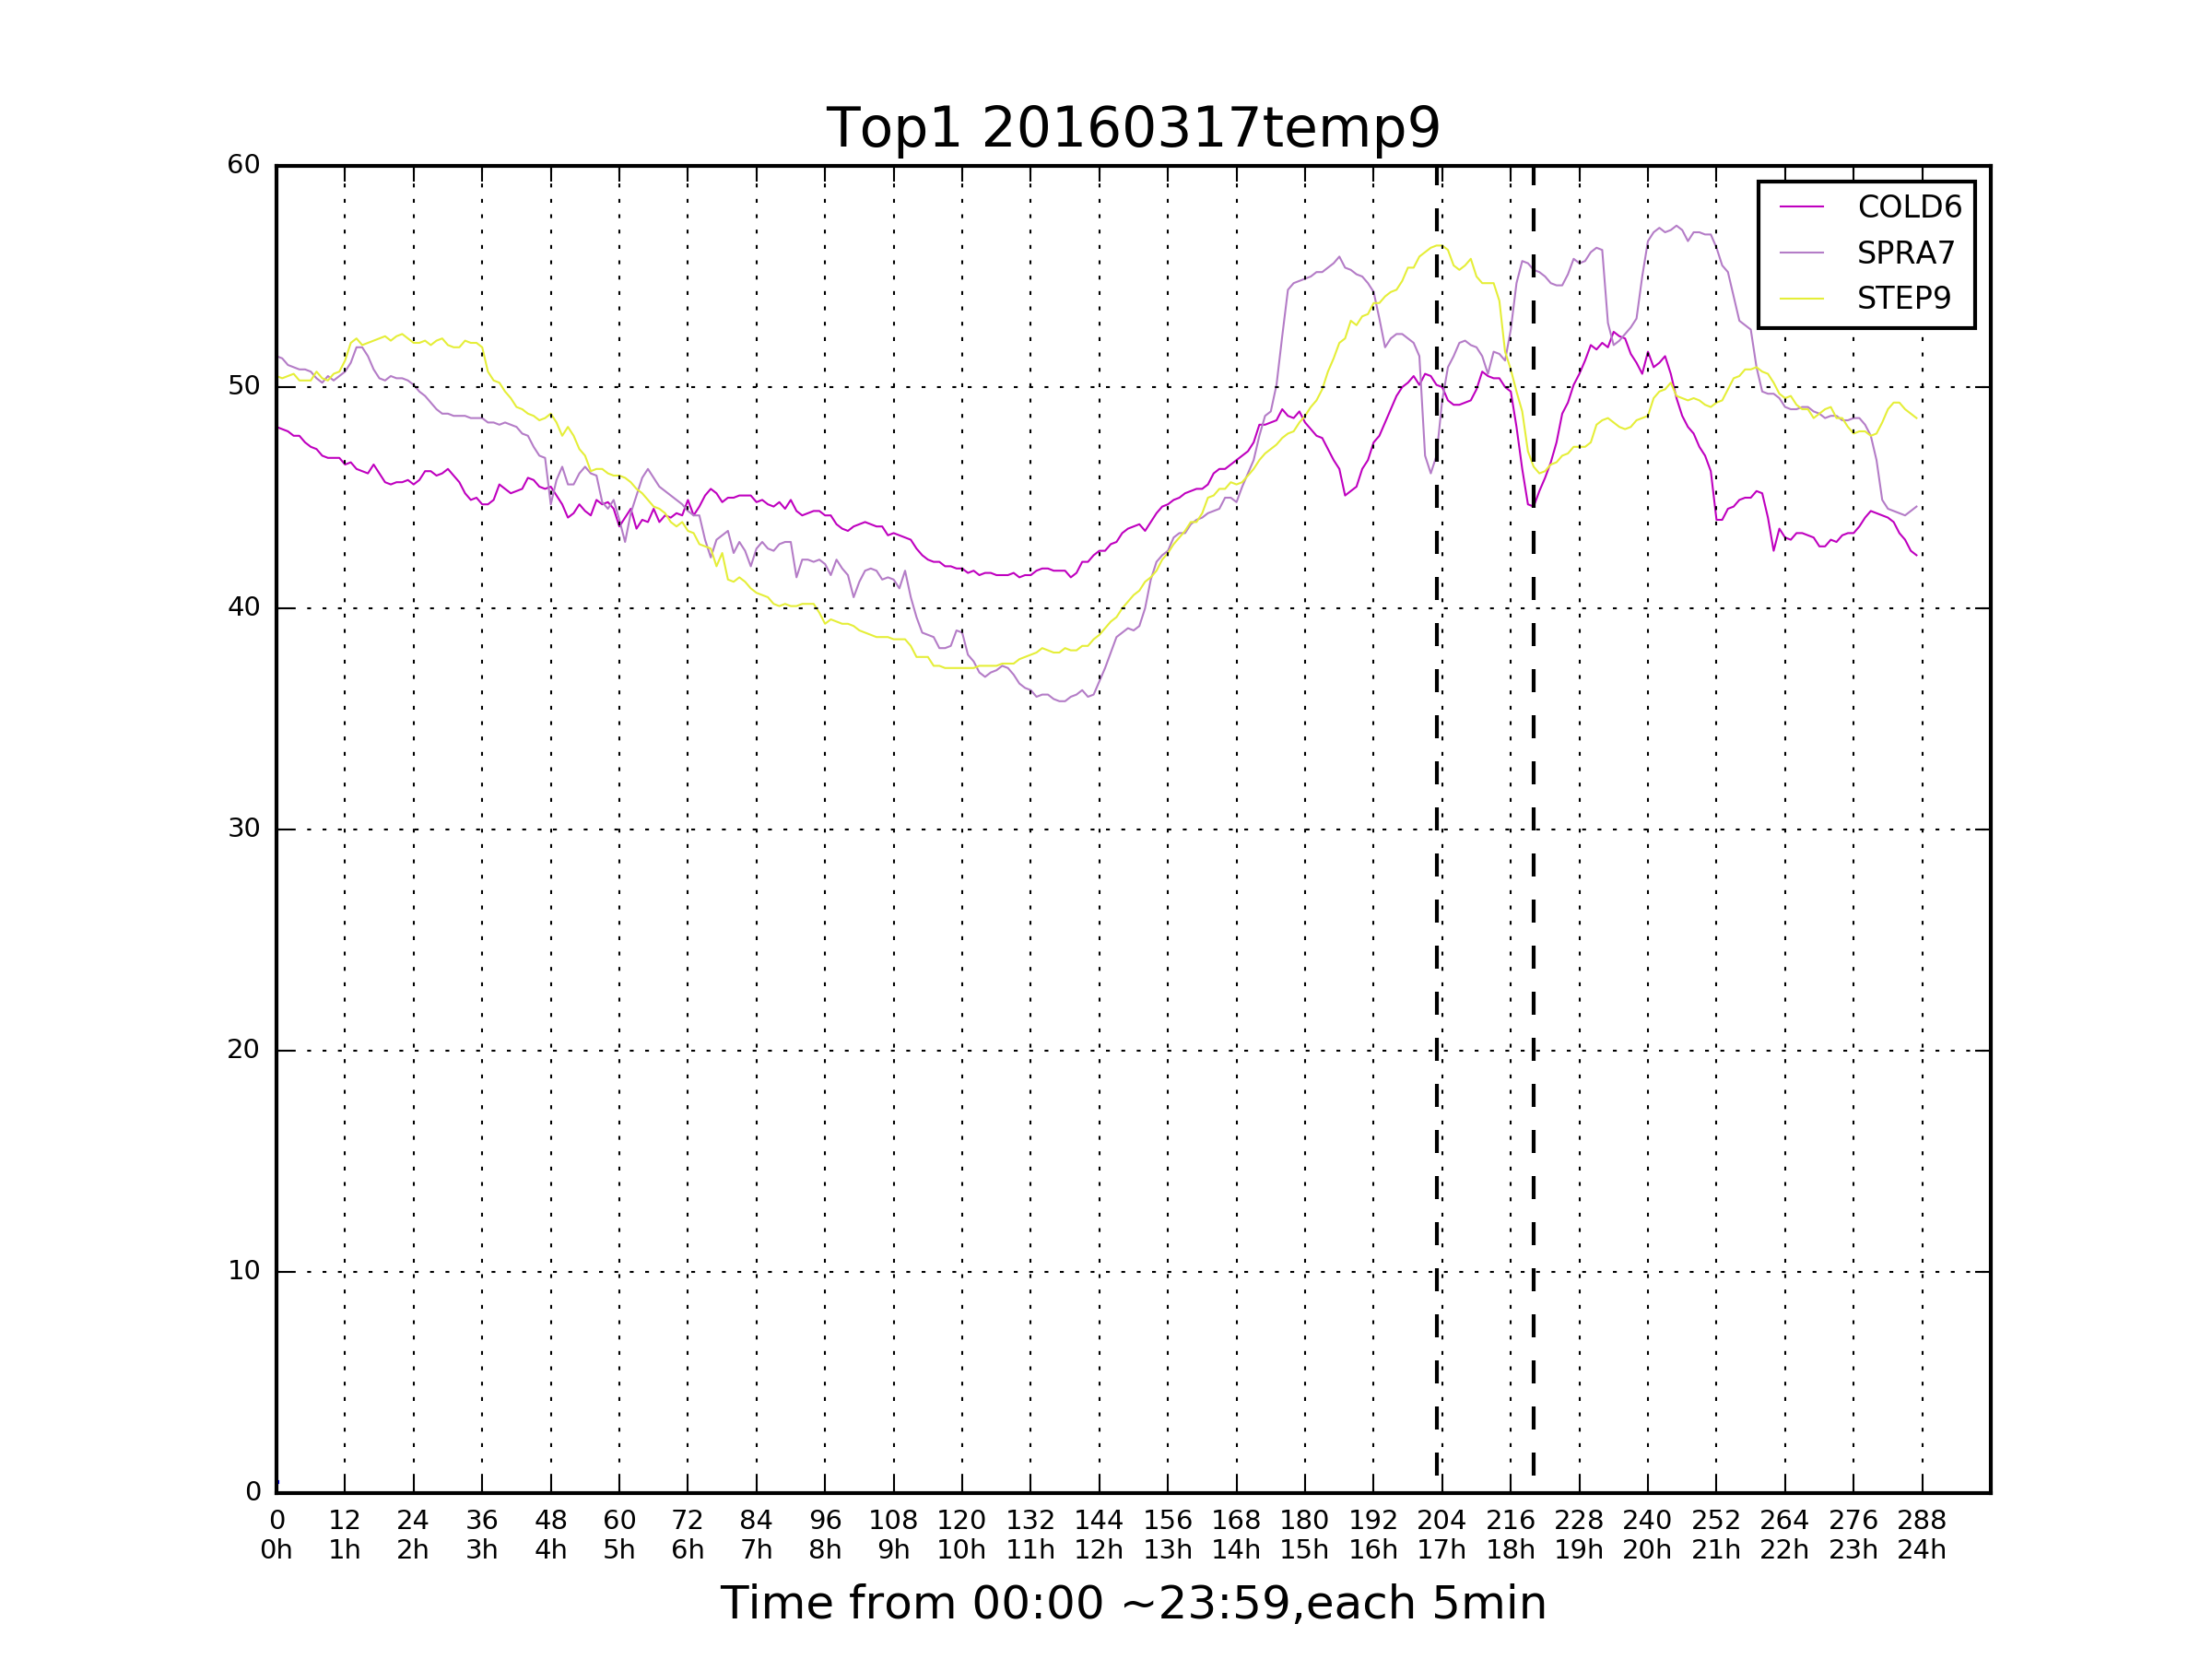 Top1 20160317temp9
60
50
40
30
20
10
0
COLD6
SPRA7
STEP9
0 12 24 36 48 60 72 84 96 108 120 132 144 156 168 180 192 204 216 228 240 252 264 276 288
0h 1h 2h 3h 4h 5h 6h 7h 8h 9h 10h 11h 12h 13h 14h 15h 16h 17h 18h 19h 20h 21h 22h 23h 24h
Time from 00:00 ~23:59,each 5min